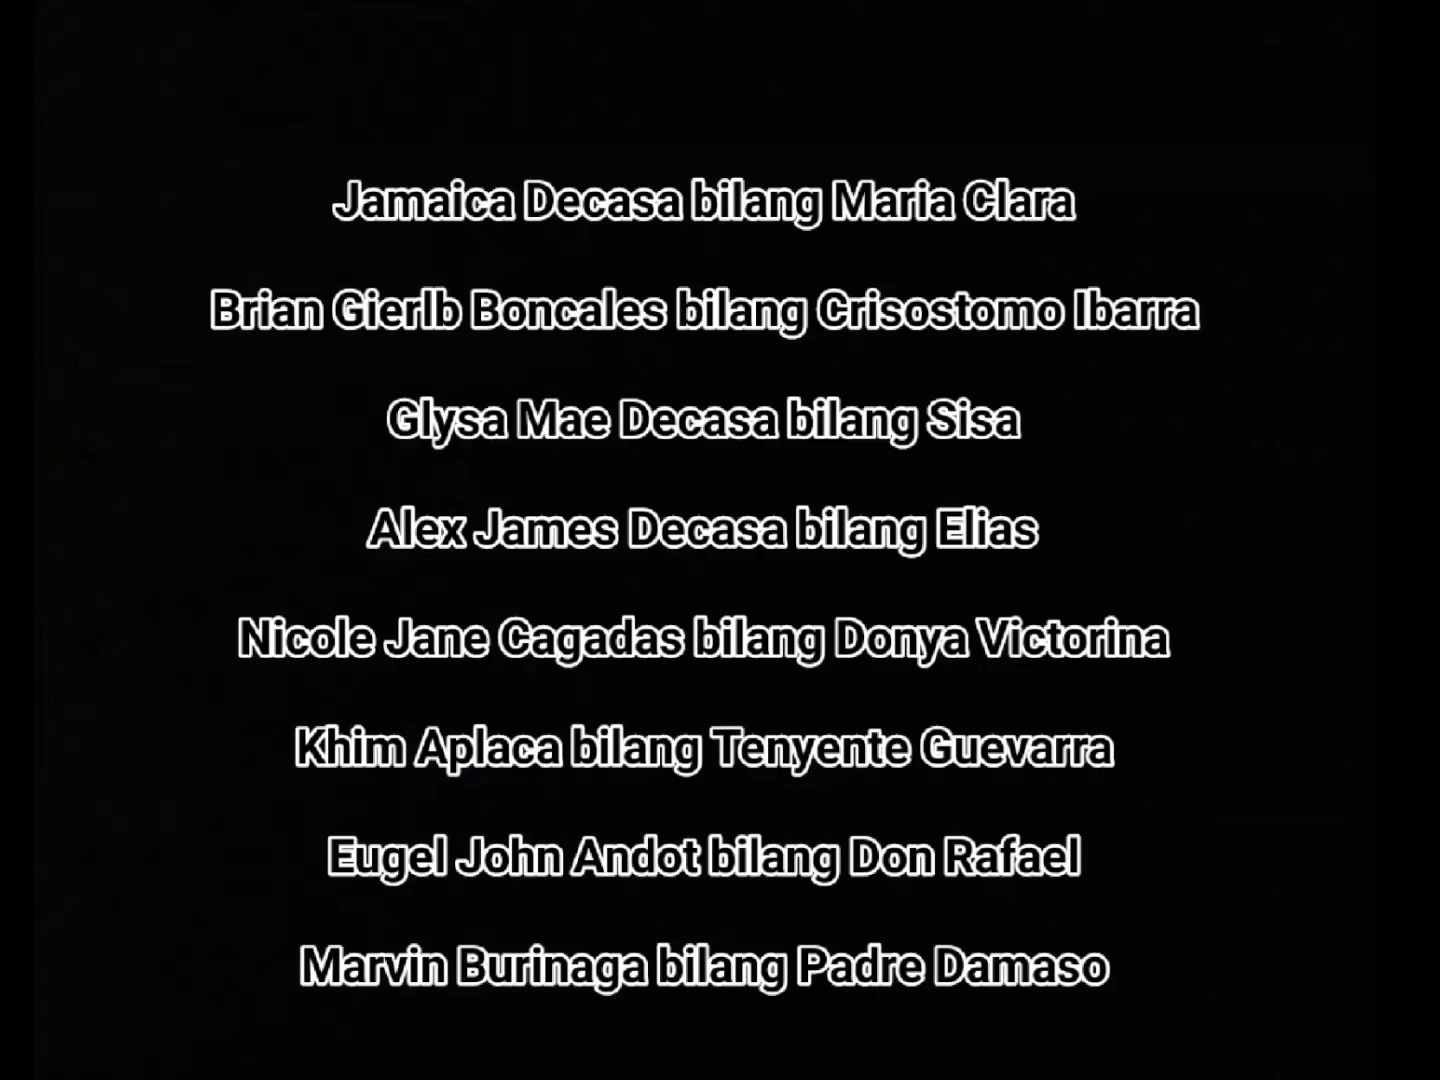 Jamaica Decasa bilang Maria Clara
Brian Gierlb Boncales bilang Crisostomo Ibarra
Glysa Mae Decasa bilang Sisa
Alex James Decasa bilang Elias
Nicole Jane Cagadas bilang Donya Victorina
Khim Aplaca bilang Tenyente Guevarra
Eugel John Andot bilang Don Rafael
Marvin Burinaga bilang Padre Damaso